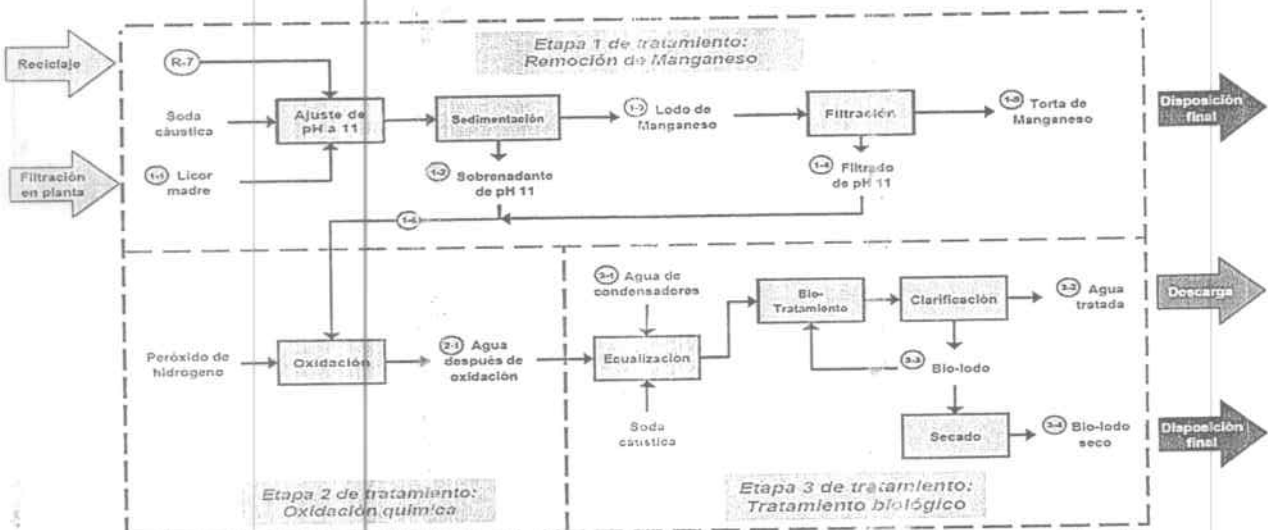 Etapa 1 de tratamiento:
Remoción de Manganeso
Reciclaje
R-7
Soda
cáustica
Ajuste de
pH a 11
Sedimentación
1-3 Lodo de
Manganeso
Filtración
1-5 Torta de
Manganeso
Disposición
final
Filtración
en planta
1-1 Licor
madre
1-2 Sobrenadante
de pH 11
1-4 Filtrado
de pH 11
1-6
3-1 Agua de
condensadores
Bio-
Tratamiento
Clarificación
3-2 Agua
tratada
Descarga
Peróxido de
hidrogeno
Oxidación
2-1 Agua
después de
oxidación
Ecualización
3-3 Bio-lodo
Soda
cáustica
Secado
3-4 Bio-lodo
seco
Disposición
final
Etapa 2 de tratamiento:
Oxidación química
Etapa 3 de tratamiento:
Tratamiento biológico